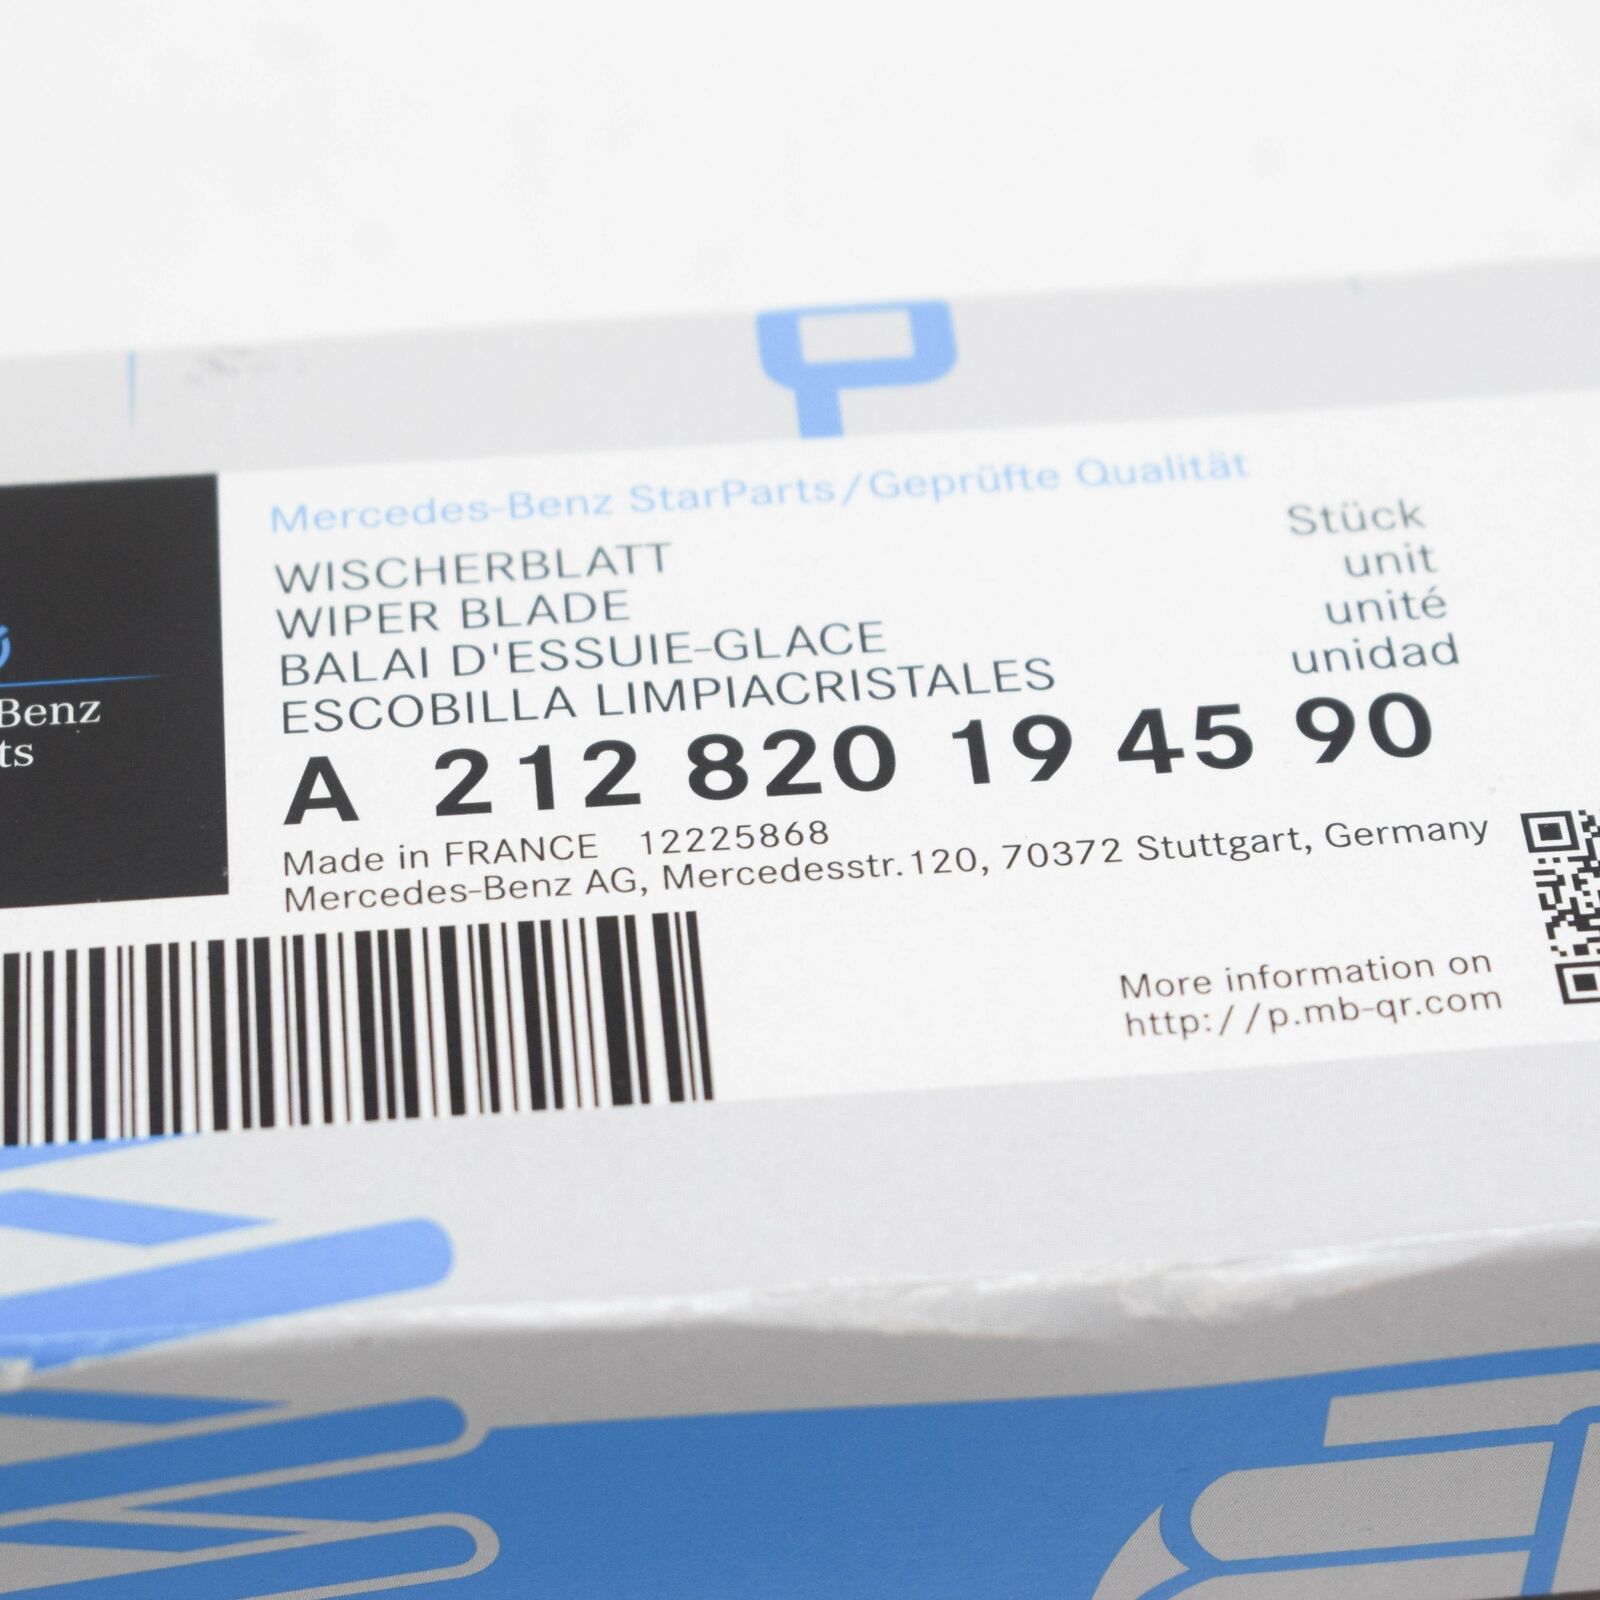 Benz
ts
Mercedes-Benz StarParts/Geprüfte Qualität
WISCHERBLATT
WIPER BLADE
BALAI D'ESSUIE-GLACE
ESCOBILLA LIMPIACRISTALES
Stück
unit
unité
unidad
A 212 820 19 45 90
Made in FRANCE 12225868
Mercedes-Benz AG, Mercedesstr.120, 70372 Stuttgart, Germany
More information on
http://p.mb-qr.com